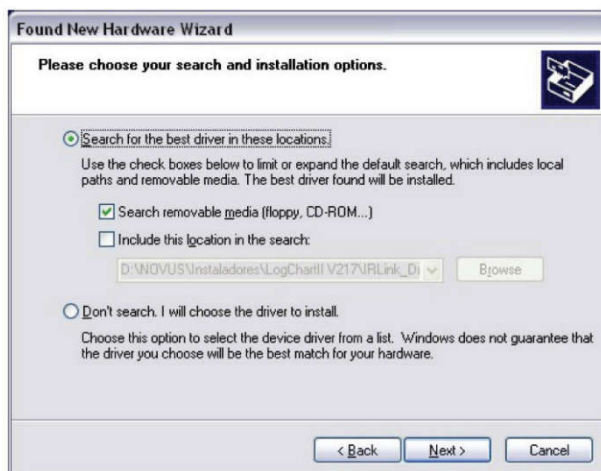 Found New Hardware Wizard
Please choose your search and installation options.
Search for the best driver in these locations.
Use the check boxes below to limit or expand the default search, which includes local
paths and removable media. The best driver found will be installed.
Search removable media (floppy, CD-ROM...)
Include this location in the search:
D:\NOVUS\Instaladores\LogChartII V217\IRLink_Di
Browse
Don't search. I will choose the driver to install.
Choose this option to select the device driver from a list. Windows does not guarantee that
the driver you choose will be the best match for your hardware.
< Back
Next >
Cancel